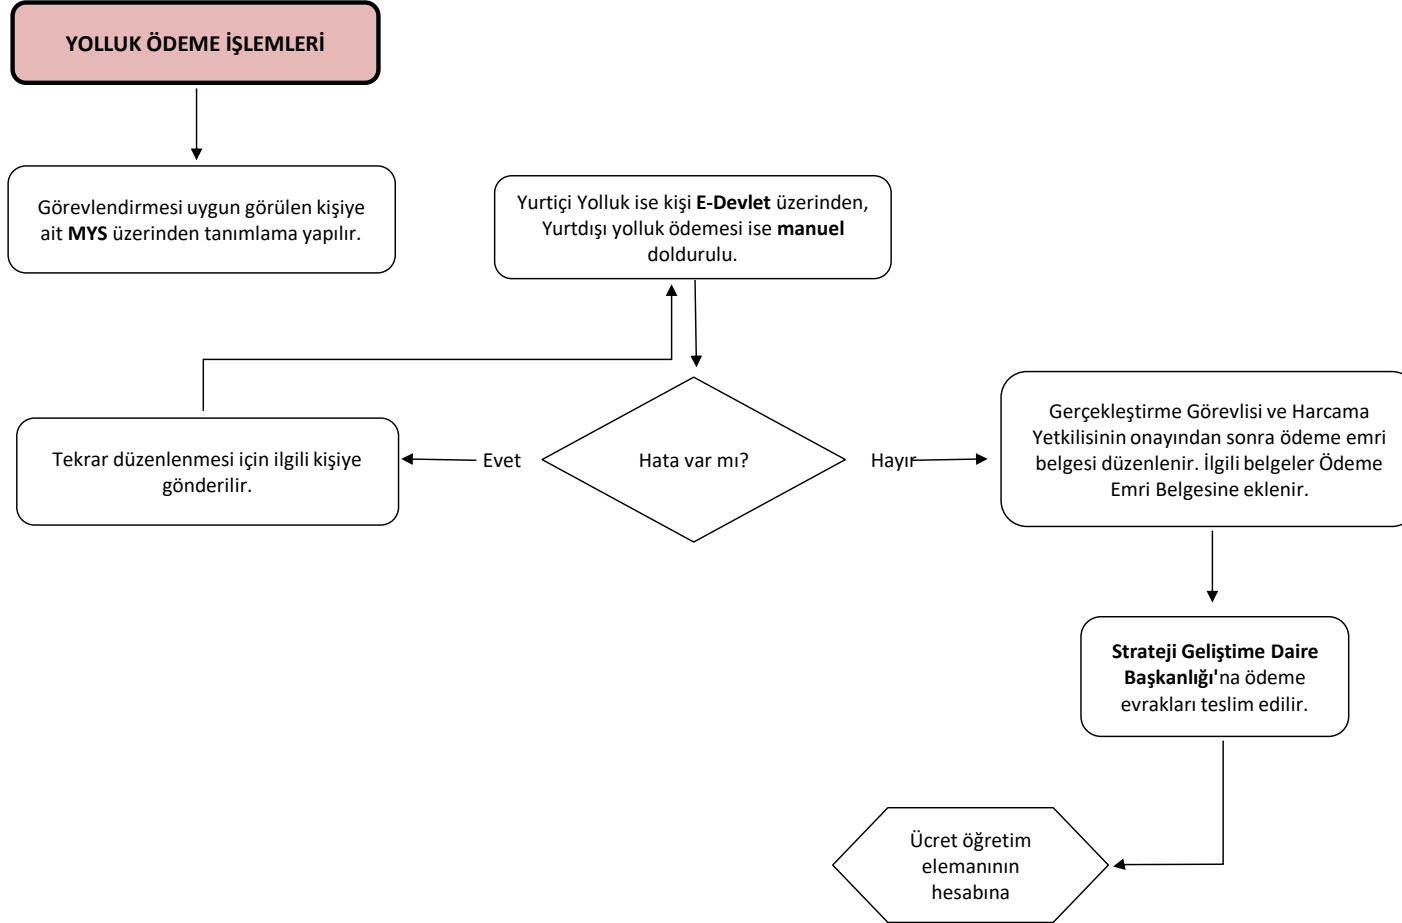 YOLLUK ÖDEME İŞLEMLERİ
Görevlendirmesi uygun görülen kişiye
ait MYS üzerinden tanımlama yapılır.
Yurtiçi Yolluk ise kişi E-Devlet üzerinden,
Yurtdışı yolluk ödemesi ise manuel
doldurulu.
Hata var mı?
Evet
Tekrar düzenlenmesi için ilgili kişiye
gönderilir.
Hayır
Gerçekleştirme Görevlisi ve Harcama
Yetkilisinin onayından sonra ödeme emri
belgesi düzenlenir. İlgili belgeler Ödeme
Emri Belgesine eklenir.
Strateji Geliştime Daire
Başkanlığı'na ödeme
evrakları teslim edilir.
Ücret öğretim
elemanının
hesabına